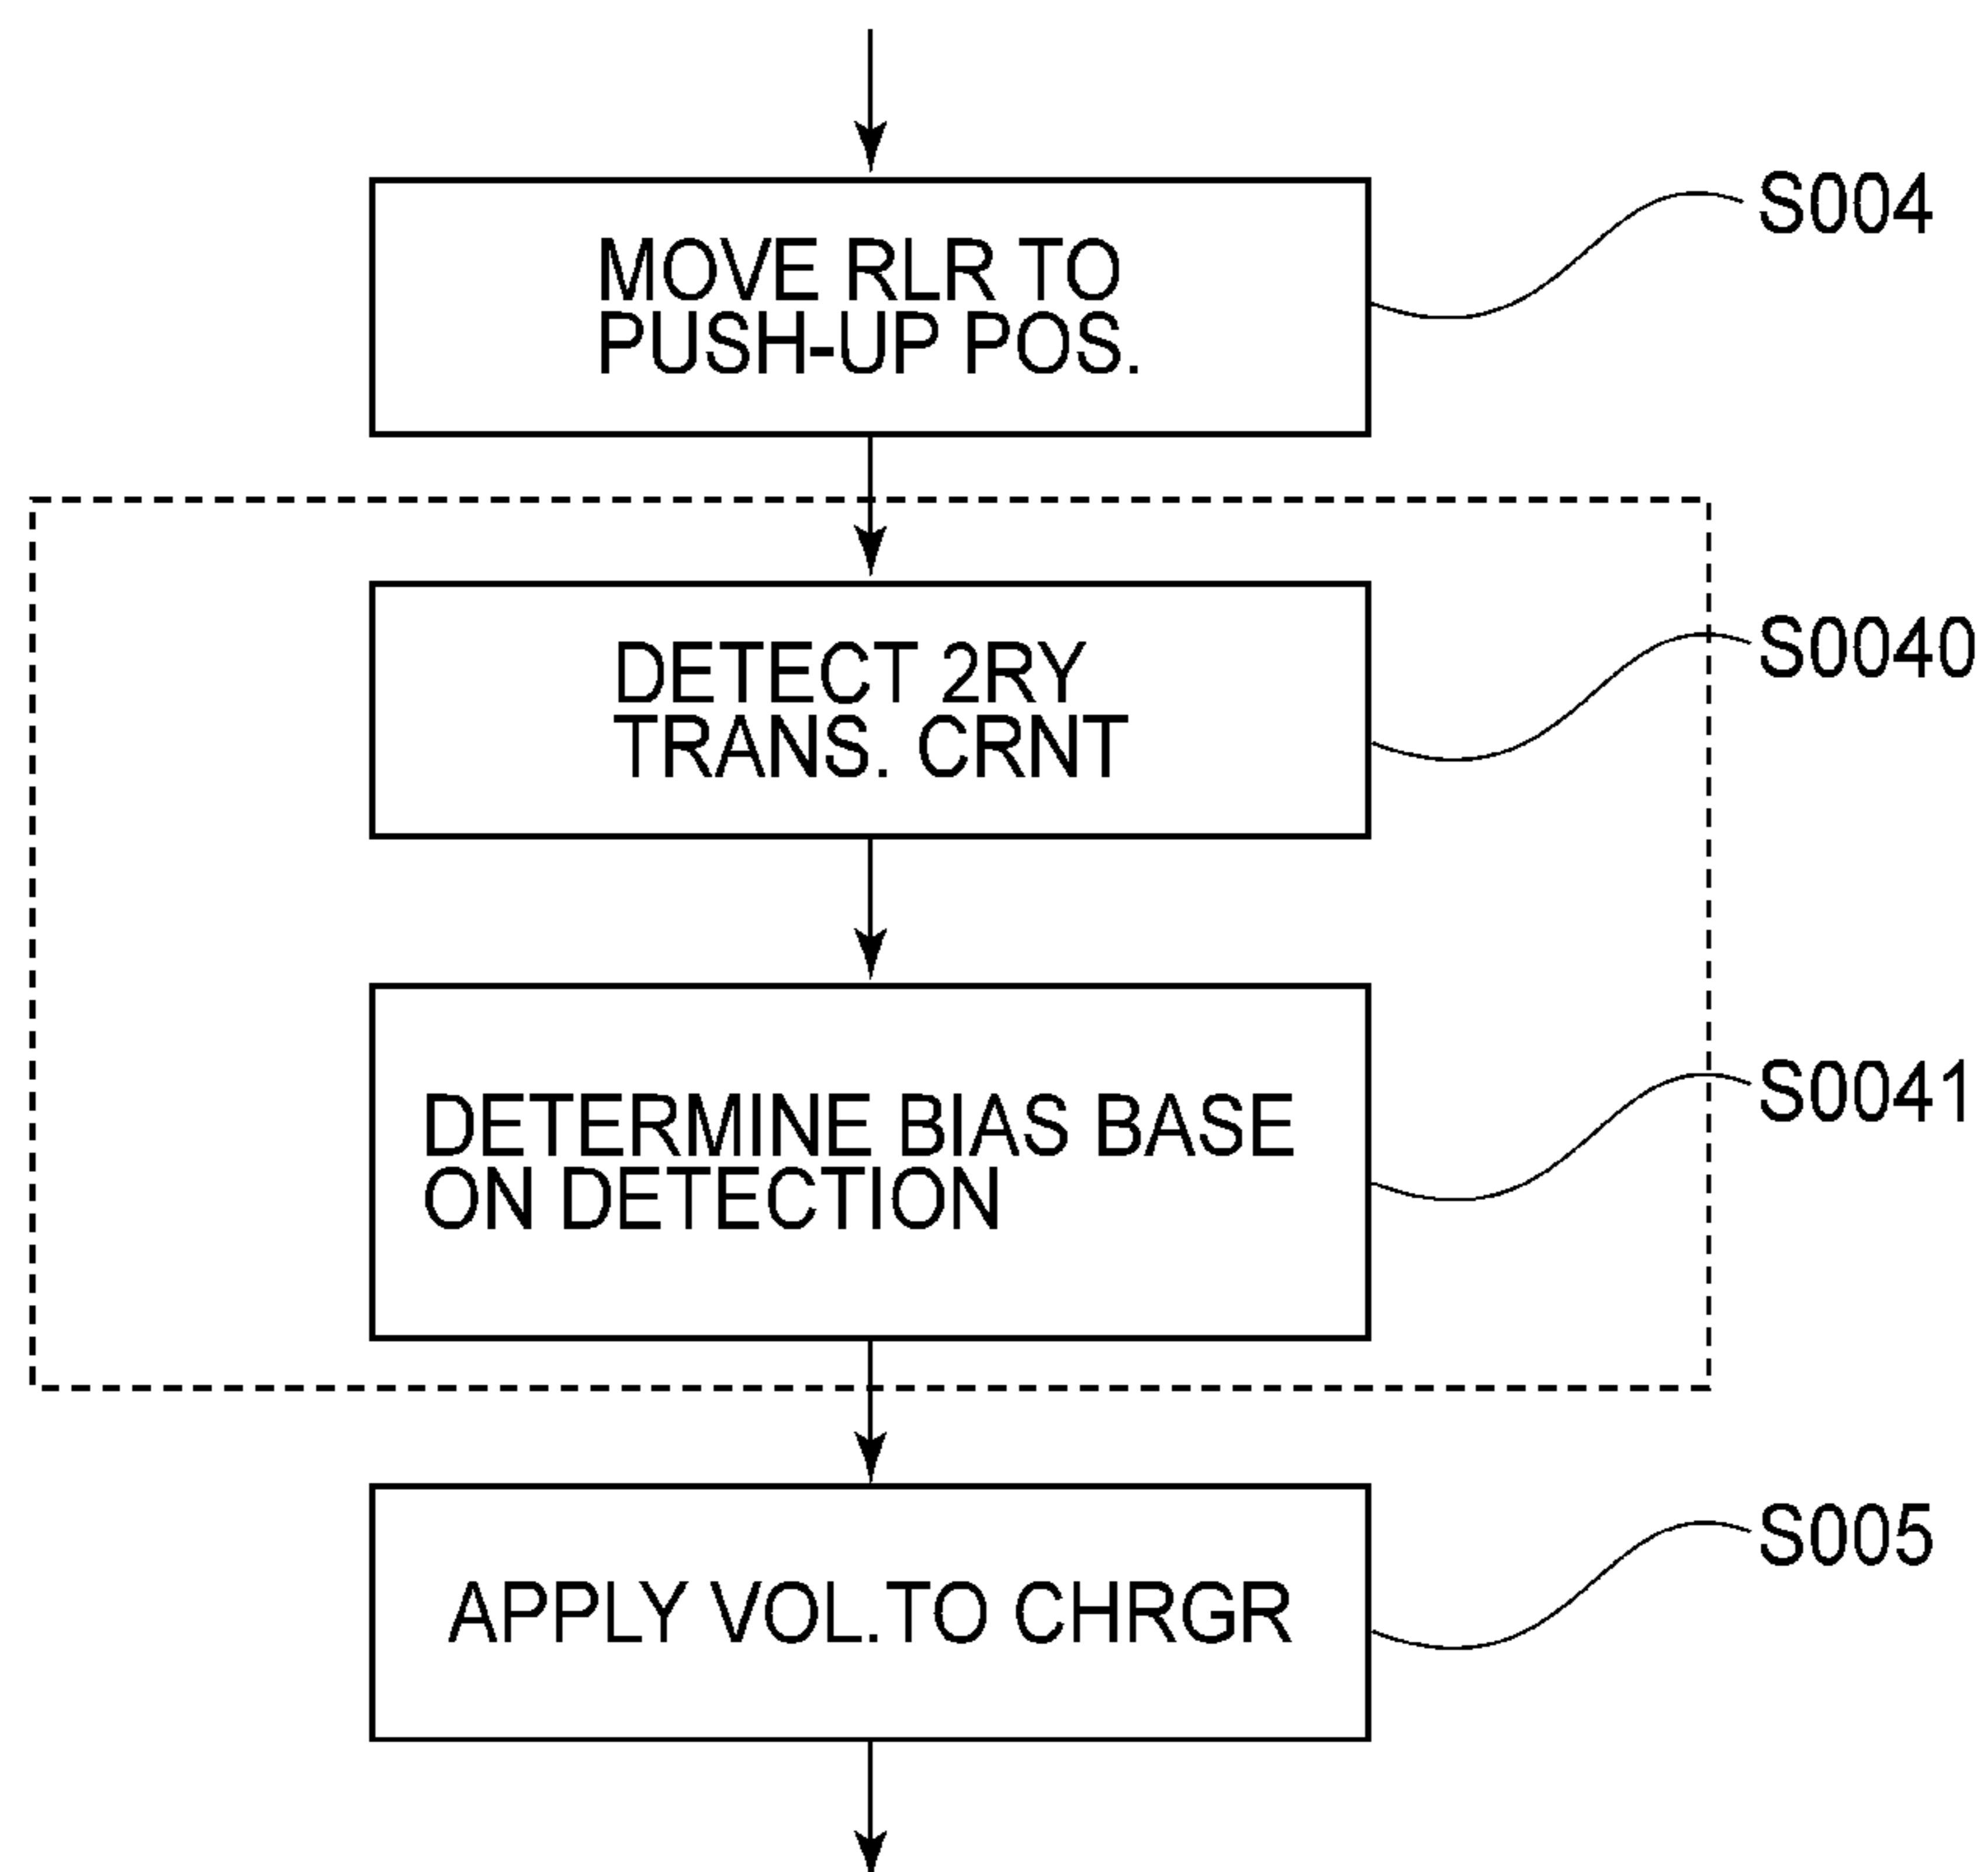 MOVE RLR TO
PUSH-UP POS.
S004
DETECT 2RY
TRANS. CRNT
S0040
DETERMINE BIAS BASE
ON DETECTION
S0041
APPLY VOL.TO CHRGR
S005